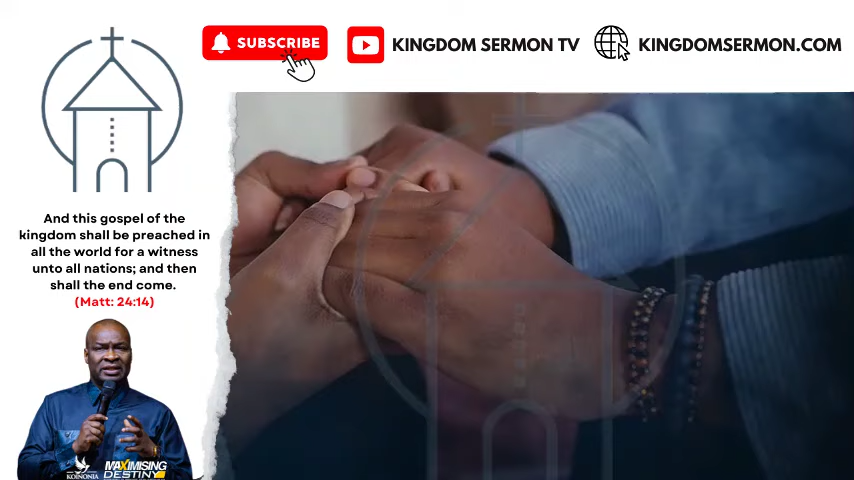 SUBSCRIBE
KINGDOM SERMON TV
KINGDOMSERMON.COM
And this gospel of the
kingdom shall be preached in
all the world for a witness
unto all nations; and then
shall the end come.
(Matt: 24:14)
KOINONIA
MAXIMISING
DESTINY